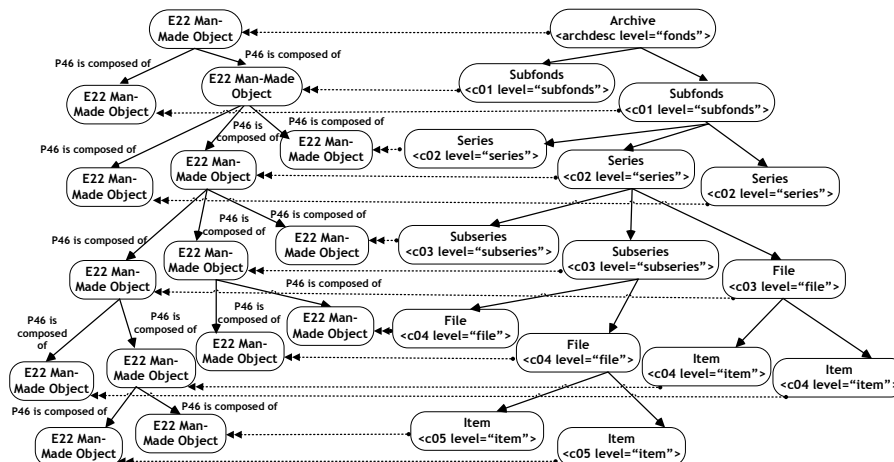 E22 Man-
Made Object
Archive
<archdesc level=“fonds”>
P46 is composed of
P46 is composed of
E22 Man-Made
Object
Subfonds
<c01 level=“subfonds”>
E22 Man-
Made Object
Subfonds
<c01 level=“subfonds”>
P46 is composed of
P46 is
composed of
P46 is composed of
E22 Man-
Made Object
Series
<c02 level=“series”>
E22 Man-
Made Object
Series
<c02 level=“series”>
E22 Man-
Made Object
Series
<c02 level=“series”>
P46 is composed of
P46 is
composed of
P46 is composed of
E22 Man-
Made Object
Subseries
<c03 level=“subseries”>
E22 Man-
Made Object
Subseries
<c03 level=“subseries”>
E22 Man-
Made Object
File
<c03 level=“file”>
P46 is
composed
of
P46 is
composed of
P46 is
composed of
P46 is composed of
E22 Man-
Made Object
File
<c04 level=“file”>
E22 Man-
Made Object
File
<c04 level=“file”>
E22 Man-
Made Object
Item
<c04 level=“item”>
E22 Man-
Made Object
Item
<c04 level=“item”>
P46 is composed of
P46 is composed of
E22 Man-
Made Object
Item
<c05 level=“item”>
E22 Man-
Made Object
Item
<c05 level=“item”>